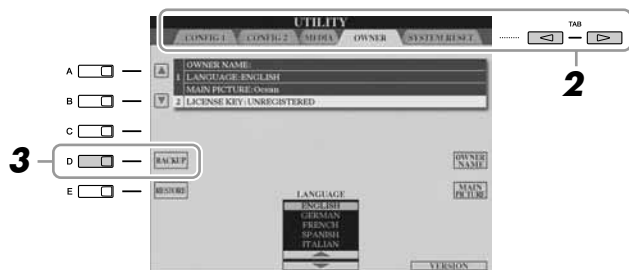 UTILITY
CONFIG 1 CONFIG 2 MEDIA OWNER SYSTEM RESET
TAB
2
A
B
C
3
D
E
OWNER NAME:
1 LANGUAGE:ENGLISH
MAIN PICTURE:Ocean
2 LICENSE KEY:UNREGISTERED
BACKUP
OWNER NAME
RESTORE
MAIN PICTURE
LANGUAGE
ENGLISH
GERMAN
FRENCH
SPANISH
ITALIAN
VERSION